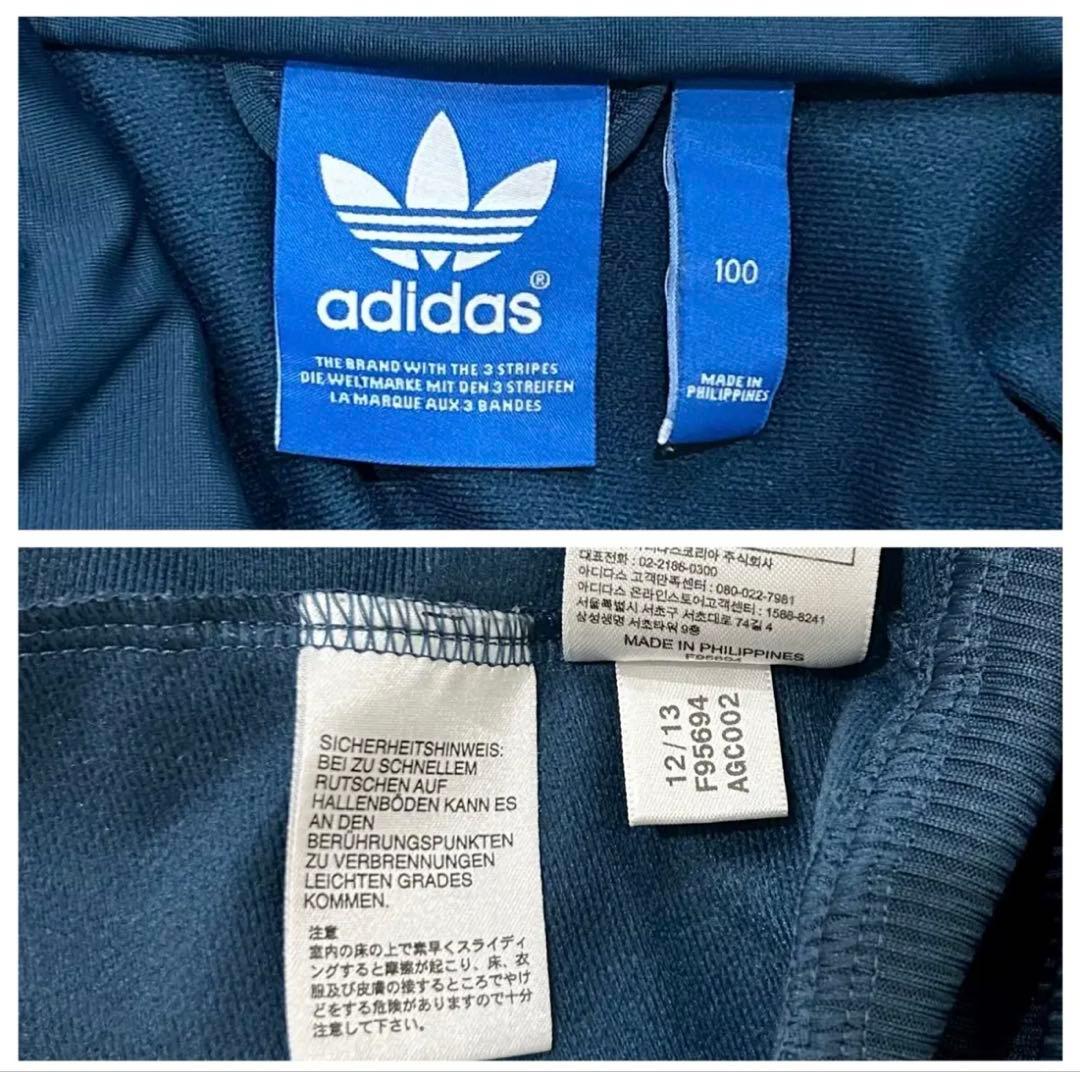 adidas®
THE BRAND WITH THE 3 STRIPES
DIE WELTMARKE MIT DEN 3 STREIFEN
LA MARQUE AUX 3 BANDES
100
MADE IN
PHILIPPINES
주식회사
대표전화 : 02-2186-0300
아디다스 고객만족센터 : 080-022-7981
아디다스 온라인스토어고객센터 : 1588-8241
서울특별시 서초구 서초대로 74길 4
삼성생명 서초타워 9층
MADE IN PHILIPPINES
F95694
12/13
F95694
AGC002
SICHERHEITSHINWEIS:
BEI ZU SCHNELLEM
RUTSCHEN AUF
HALLENBÖDEN KANN ES
AN DEN
BERÜHRUNGSPUNKTEN
ZU VERBRENNUNGEN
LEICHTEN GRADES
KOMMEN.
注意
室内の床の上で素早くスライディ
ングすると摩擦が起こり、床、衣
服及び皮膚の接するところでやけ
どをする危険がありますので十分
注意して下さい。